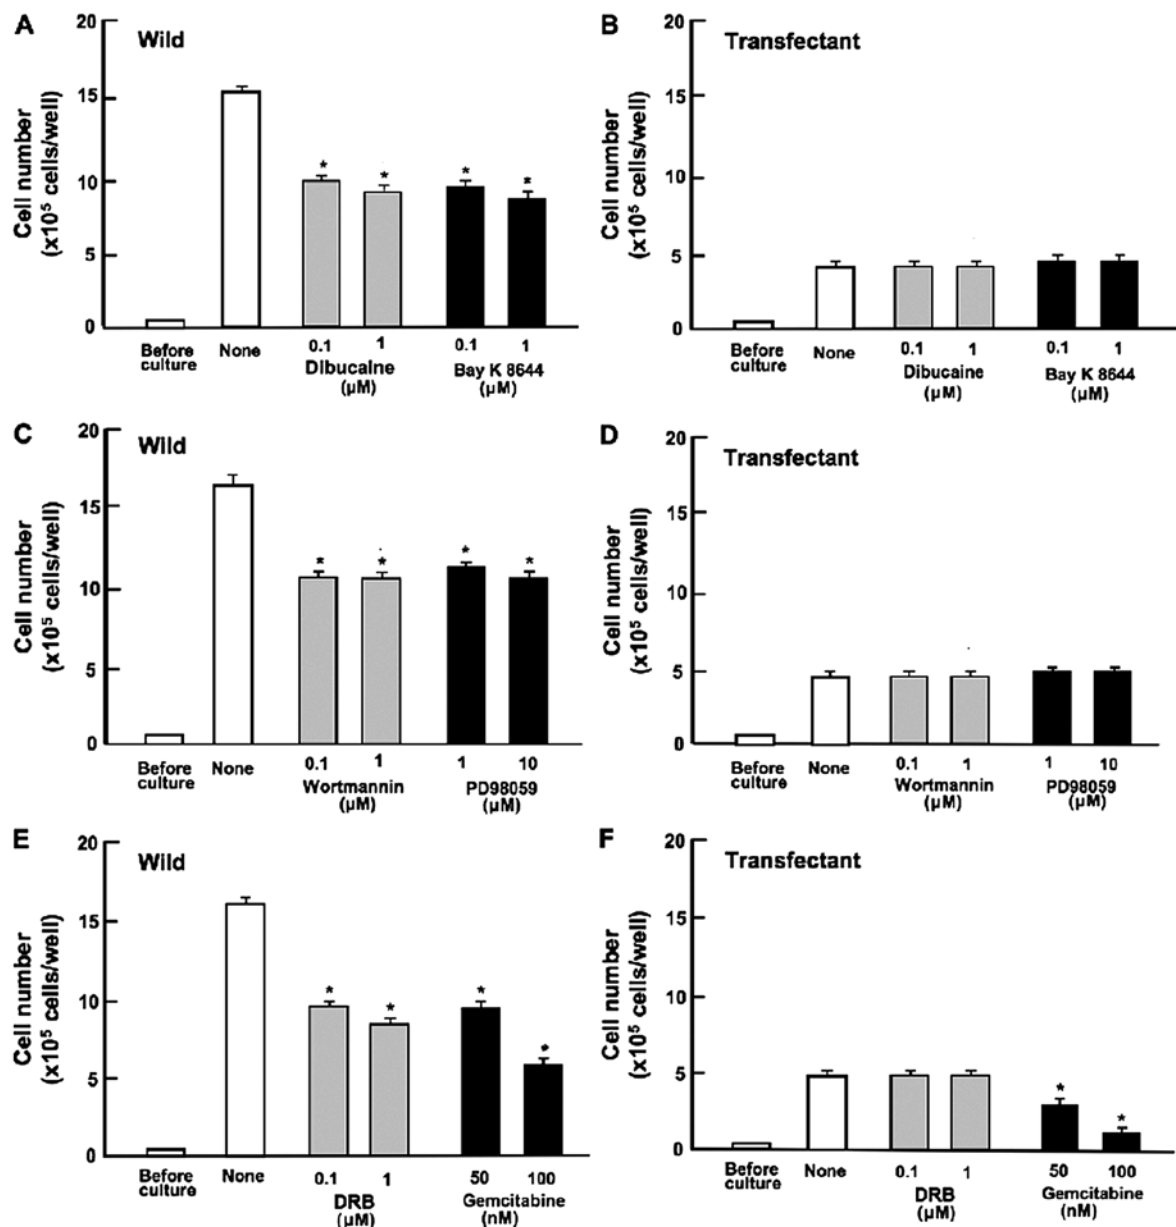 A
Wild
Cell number
(x10⁵ cells/well)
20
15
10
5
0
* * * *
Before
culture
None
0.1 1
0.1 1
Dibucaine
(μM)
Bay K 8644
(μM)
B
Transfectant
Cell number
(x10⁵ cells/well)
20
15
10
5
0
Before
culture
None
0.1 1
0.1 1
Dibucaine
(μM)
Bay K 8644
(μM)
C
Wild
Cell number
(x10⁵ cells/well)
20
15
10
5
0
* * * *
Before
culture
None
0.1 1
1 10
Wortmannin
(μM)
PD98059
(μM)
D
Transfectant
Cell number
(x10⁵ cells/well)
20
15
10
5
0
Before
culture
None
0.1 1
1 10
Wortmannin
(μM)
PD98059
(μM)
E
Wild
Cell number
(x10⁵ cells/well)
20
15
10
5
0
* * * *
Before
culture
None
0.1 1
50 100
DRB
(μM)
Gemcitabine
(nM)
F
Transfectant
Cell number
(x10⁵ cells/well)
20
15
10
5
0
* *
Before
culture
None
0.1 1
50 100
DRB
(μM)
Gemcitabine
(nM)